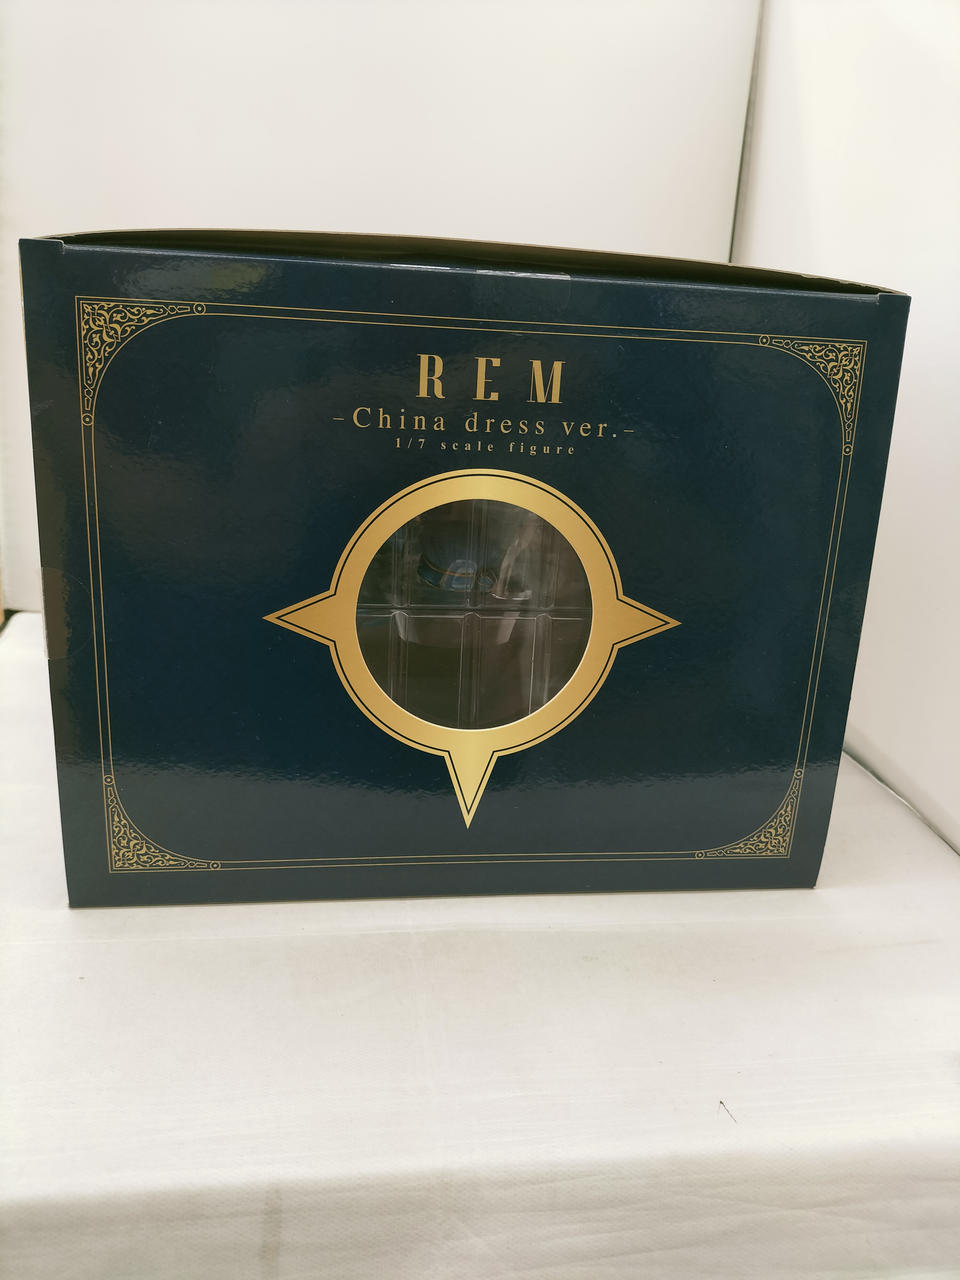 REM
-China dress ver.-
1/7 scale figure